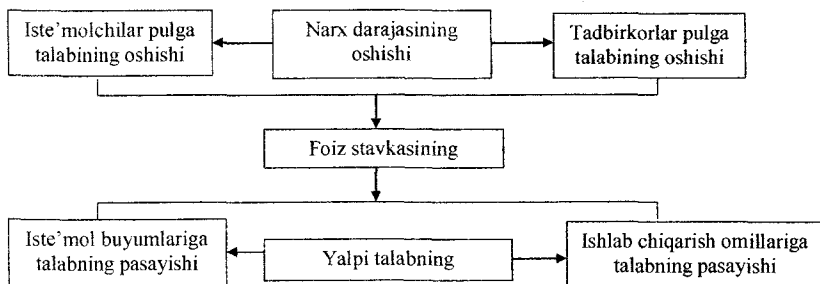 Iste’molchilar pulga
talabining oshishi
Narx darajasining
oshishi
Tadbirkorlar pulga
talabining oshishi
Foiz stavkasining
Iste’mol buyumlariga
talabning pasayishi
Yalpi talabning
Ishlab chiqarish omillariga
talabning pasayishi